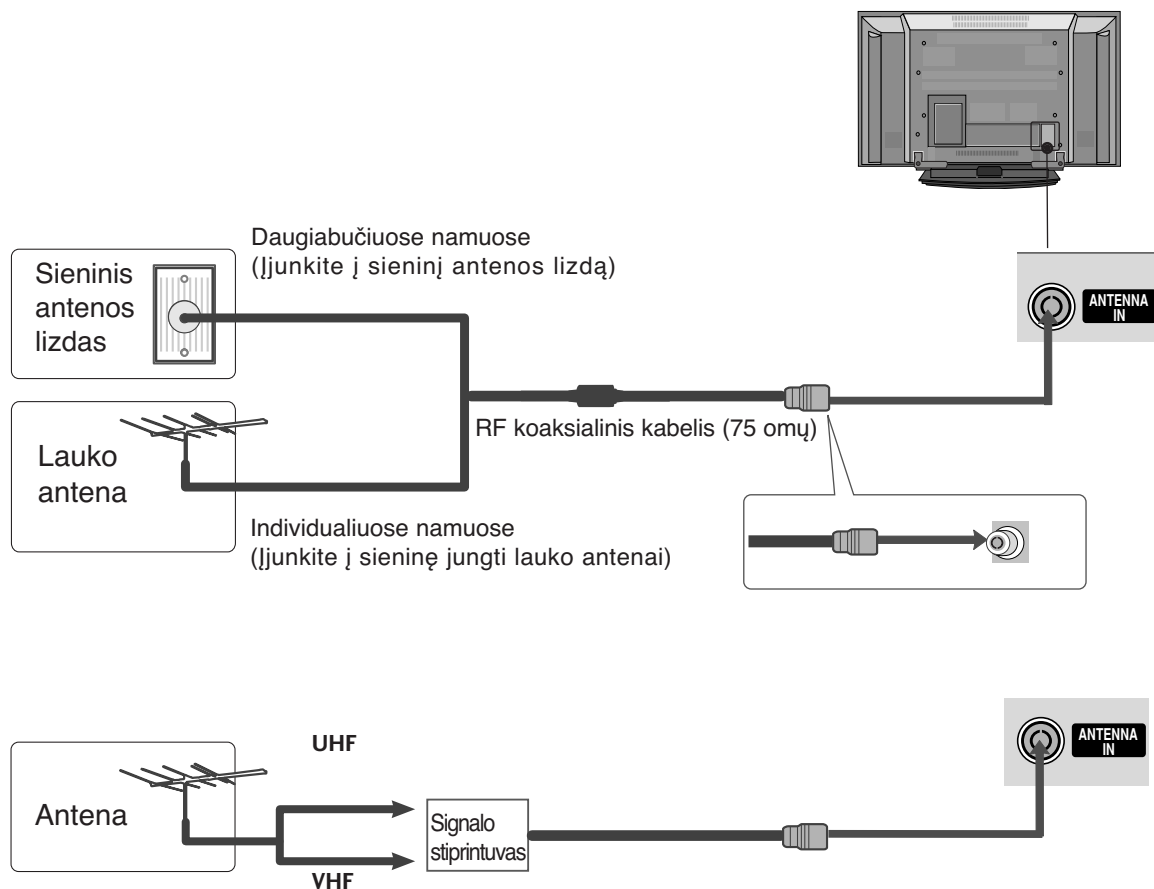 Daugiabučiuose namuose
(Įjunkite į sieninį antenos lizdą)
Sieninis
antenos
lizdas
ANTENNA
IN
RF koaksialinis kabelis (75 omų)
Lauko
antena
Individualiuose namuose
(Įjunkite į sieninę jungti lauko antenai)
UHF
ANTENNA
IN
Antena
Signalo
stiprintuvas
VHF